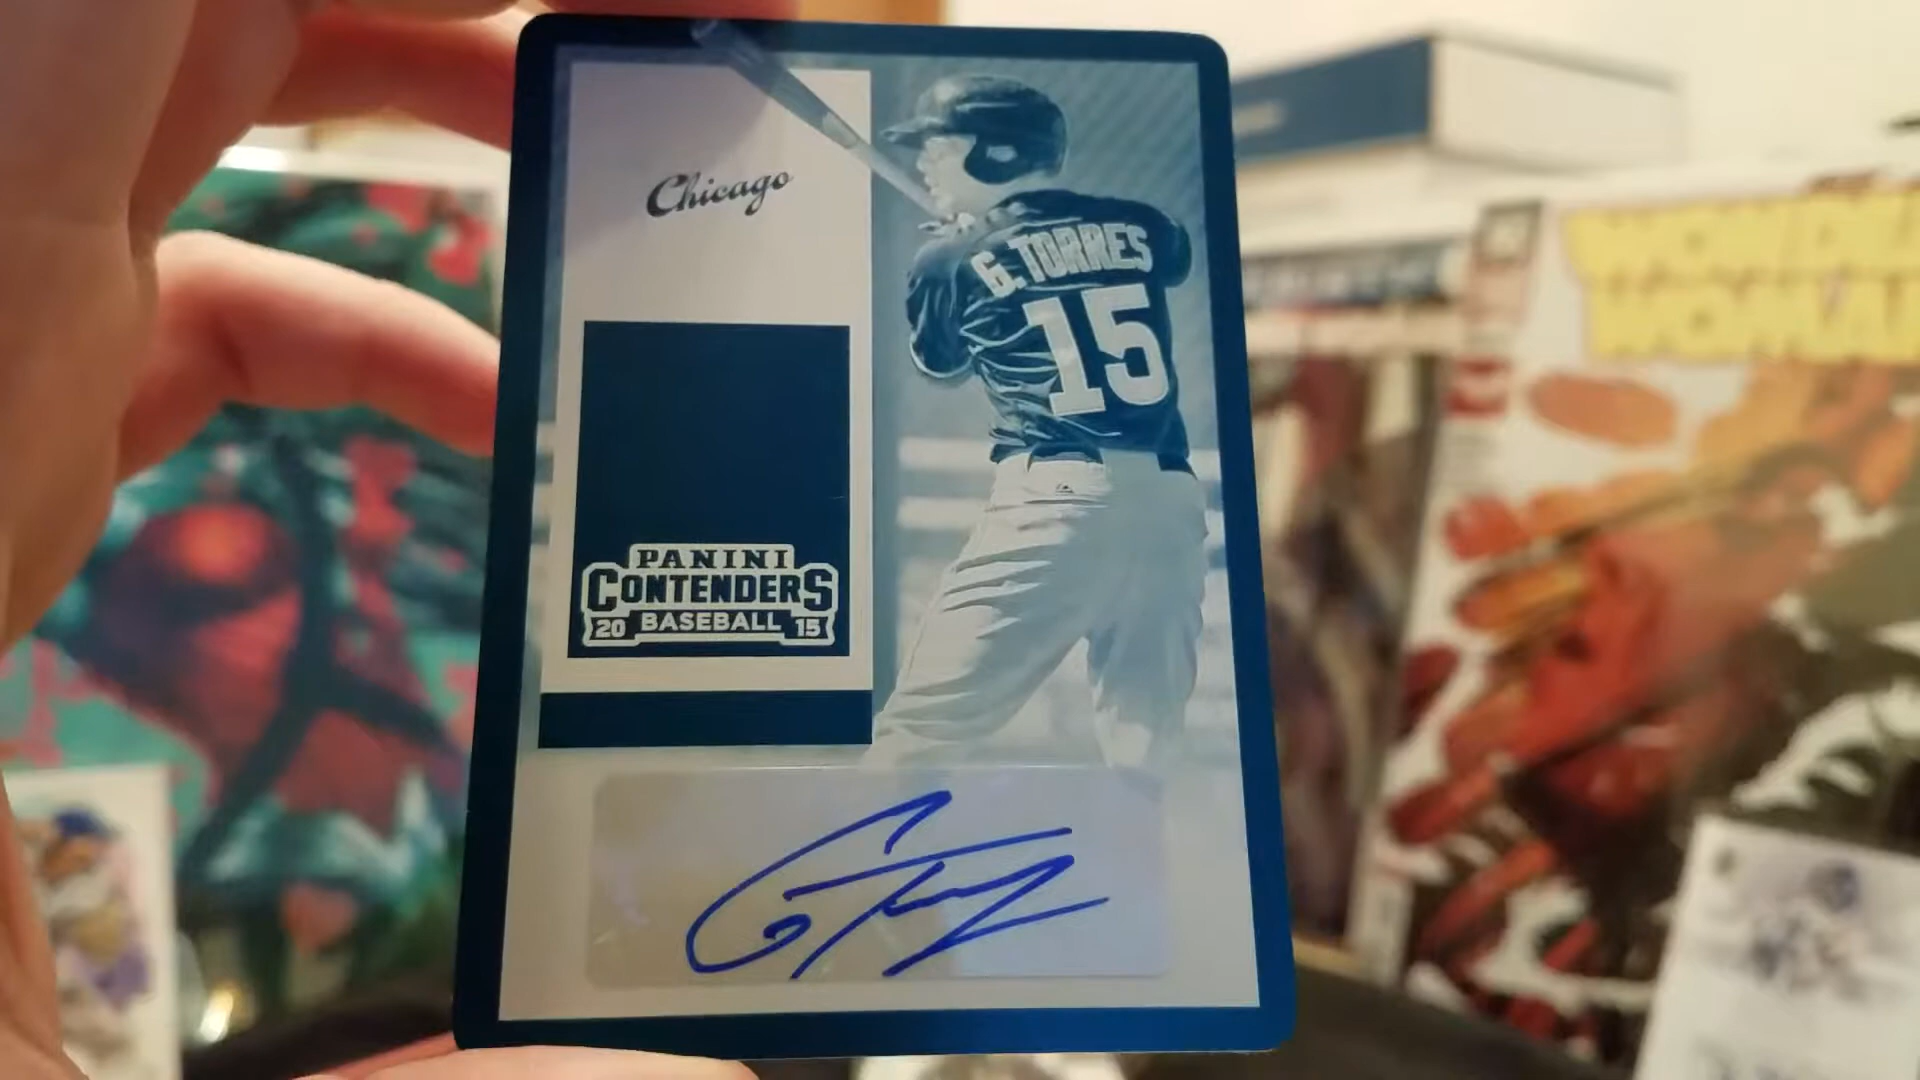 Chicago
G. TORRES
15
PANINI
CONTENDERS
20 BASEBALL 15